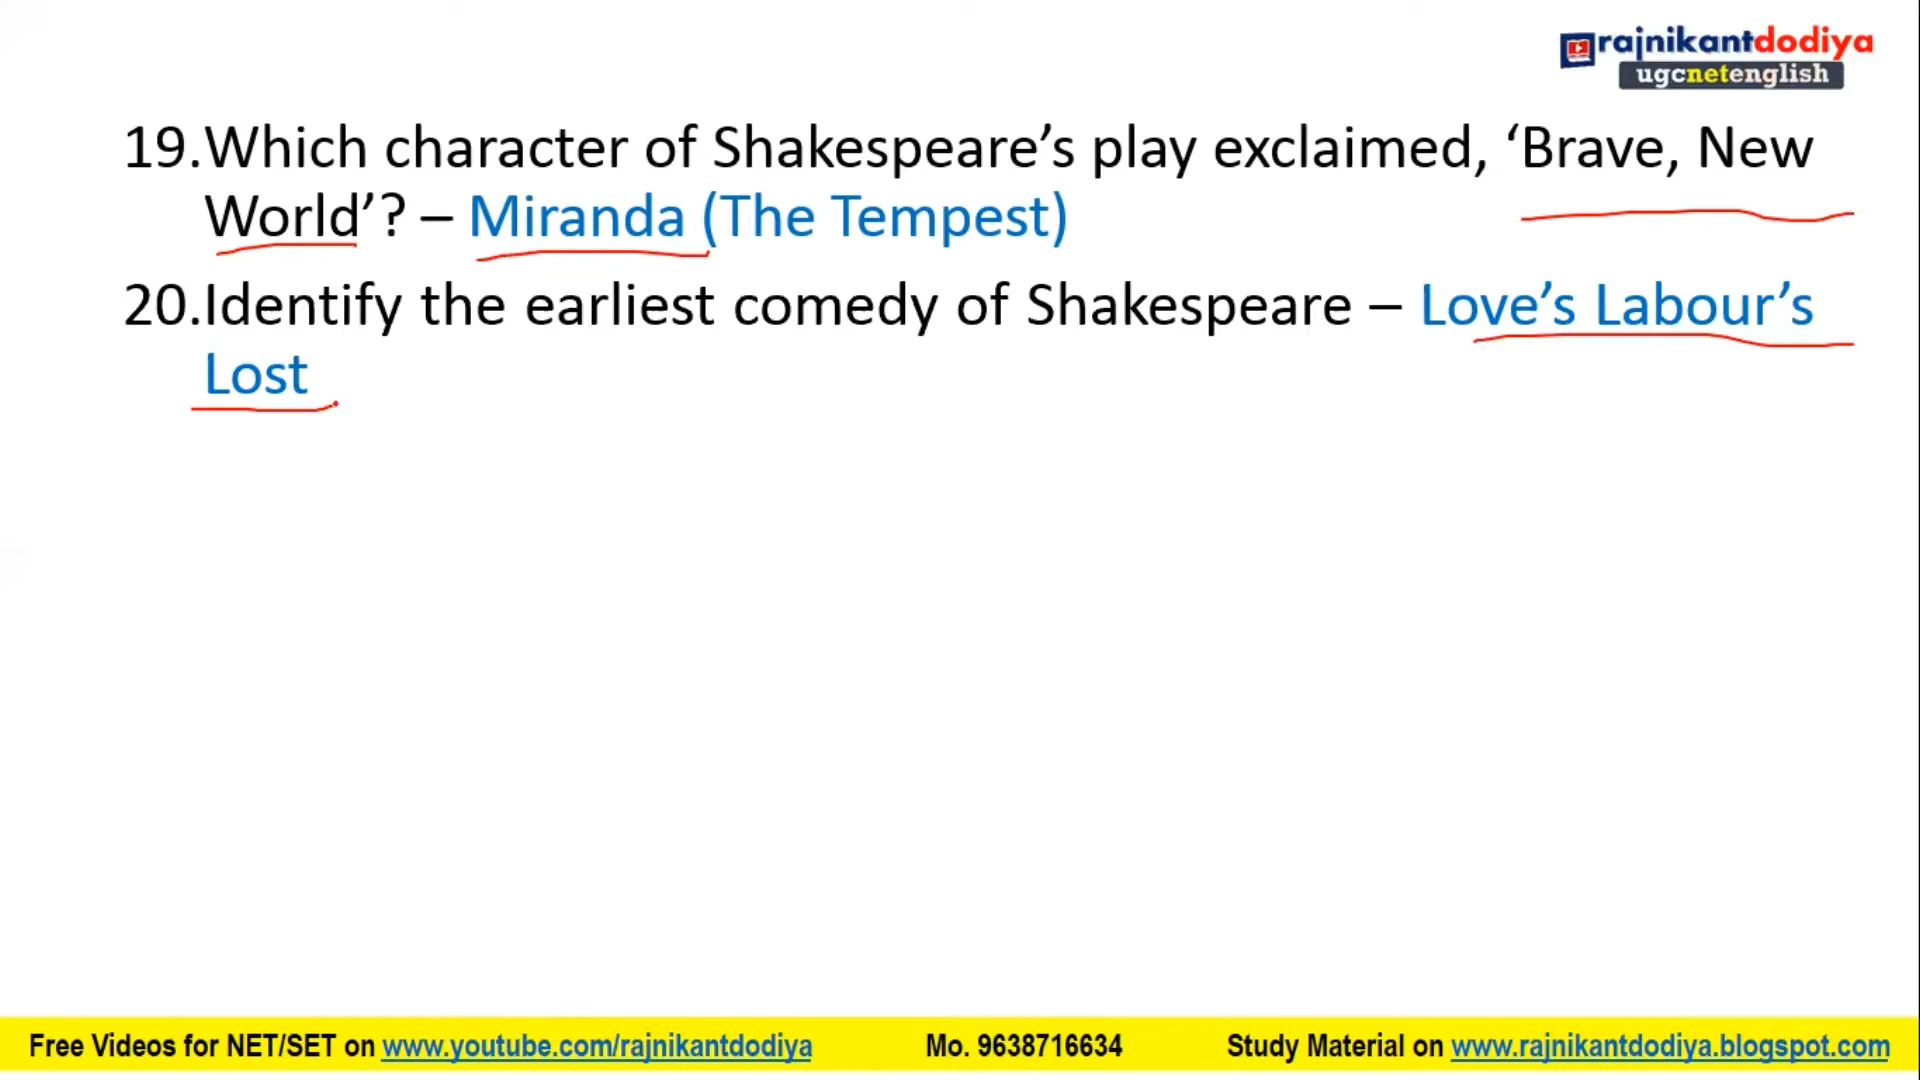 rajnikantdodiya
ugcnetenglish
19.Which character of Shakespeare’s play exclaimed, ‘Brave, New
World’? – Miranda (The Tempest)
20.Identify the earliest comedy of Shakespeare – Love’s Labour’s
Lost
Free Videos for NET/SET on www.youtube.com/rajnikantdodiya Mo. 9638716634 Study Material on www.rajnikantdodiya.blogspot.com